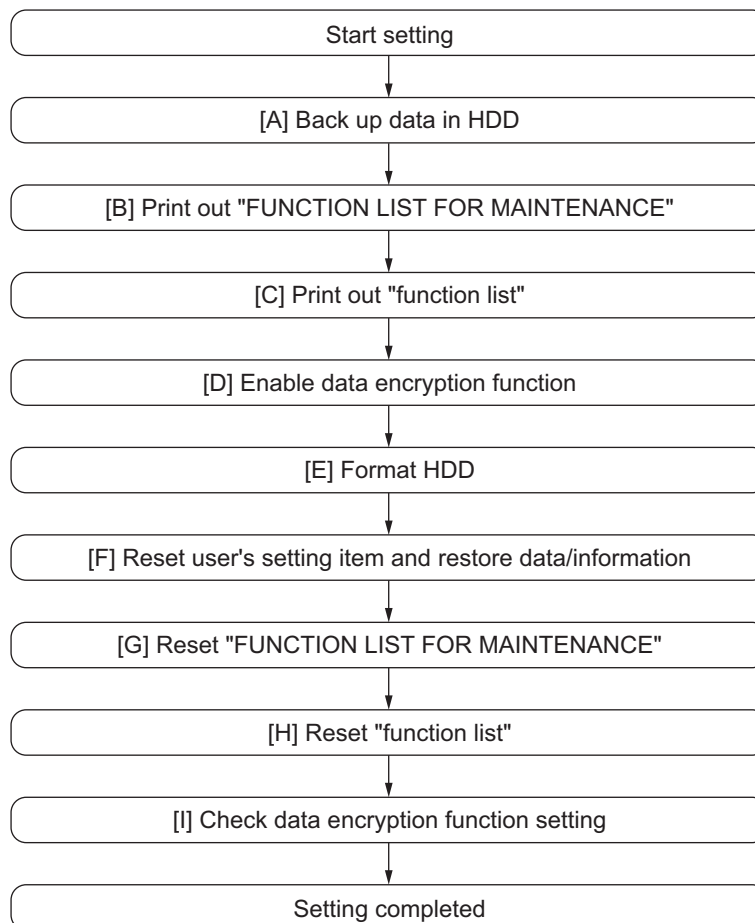 Start setting
[A] Back up data in HDD
[B] Print out "FUNCTION LIST FOR MAINTENANCE"
[C] Print out "function list"
[D] Enable data encryption function
[E] Format HDD
[F] Reset user's setting item and restore data/information
[G] Reset "FUNCTION LIST FOR MAINTENANCE"
[H] Reset "function list"
[I] Check data encryption function setting
Setting completed